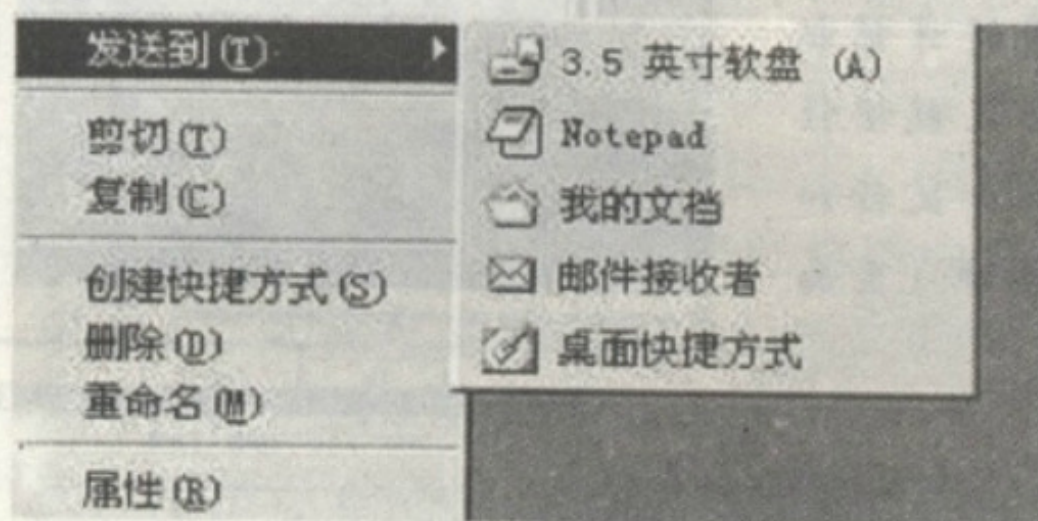 发送到(T)
剪切(T)
复制(C)
创建快捷方式(S)
删除(D)
重命名(M)
属性(R)
3.5 英寸软盘 (A)
Notepad
我的文档
邮件接收者
桌面快捷方式